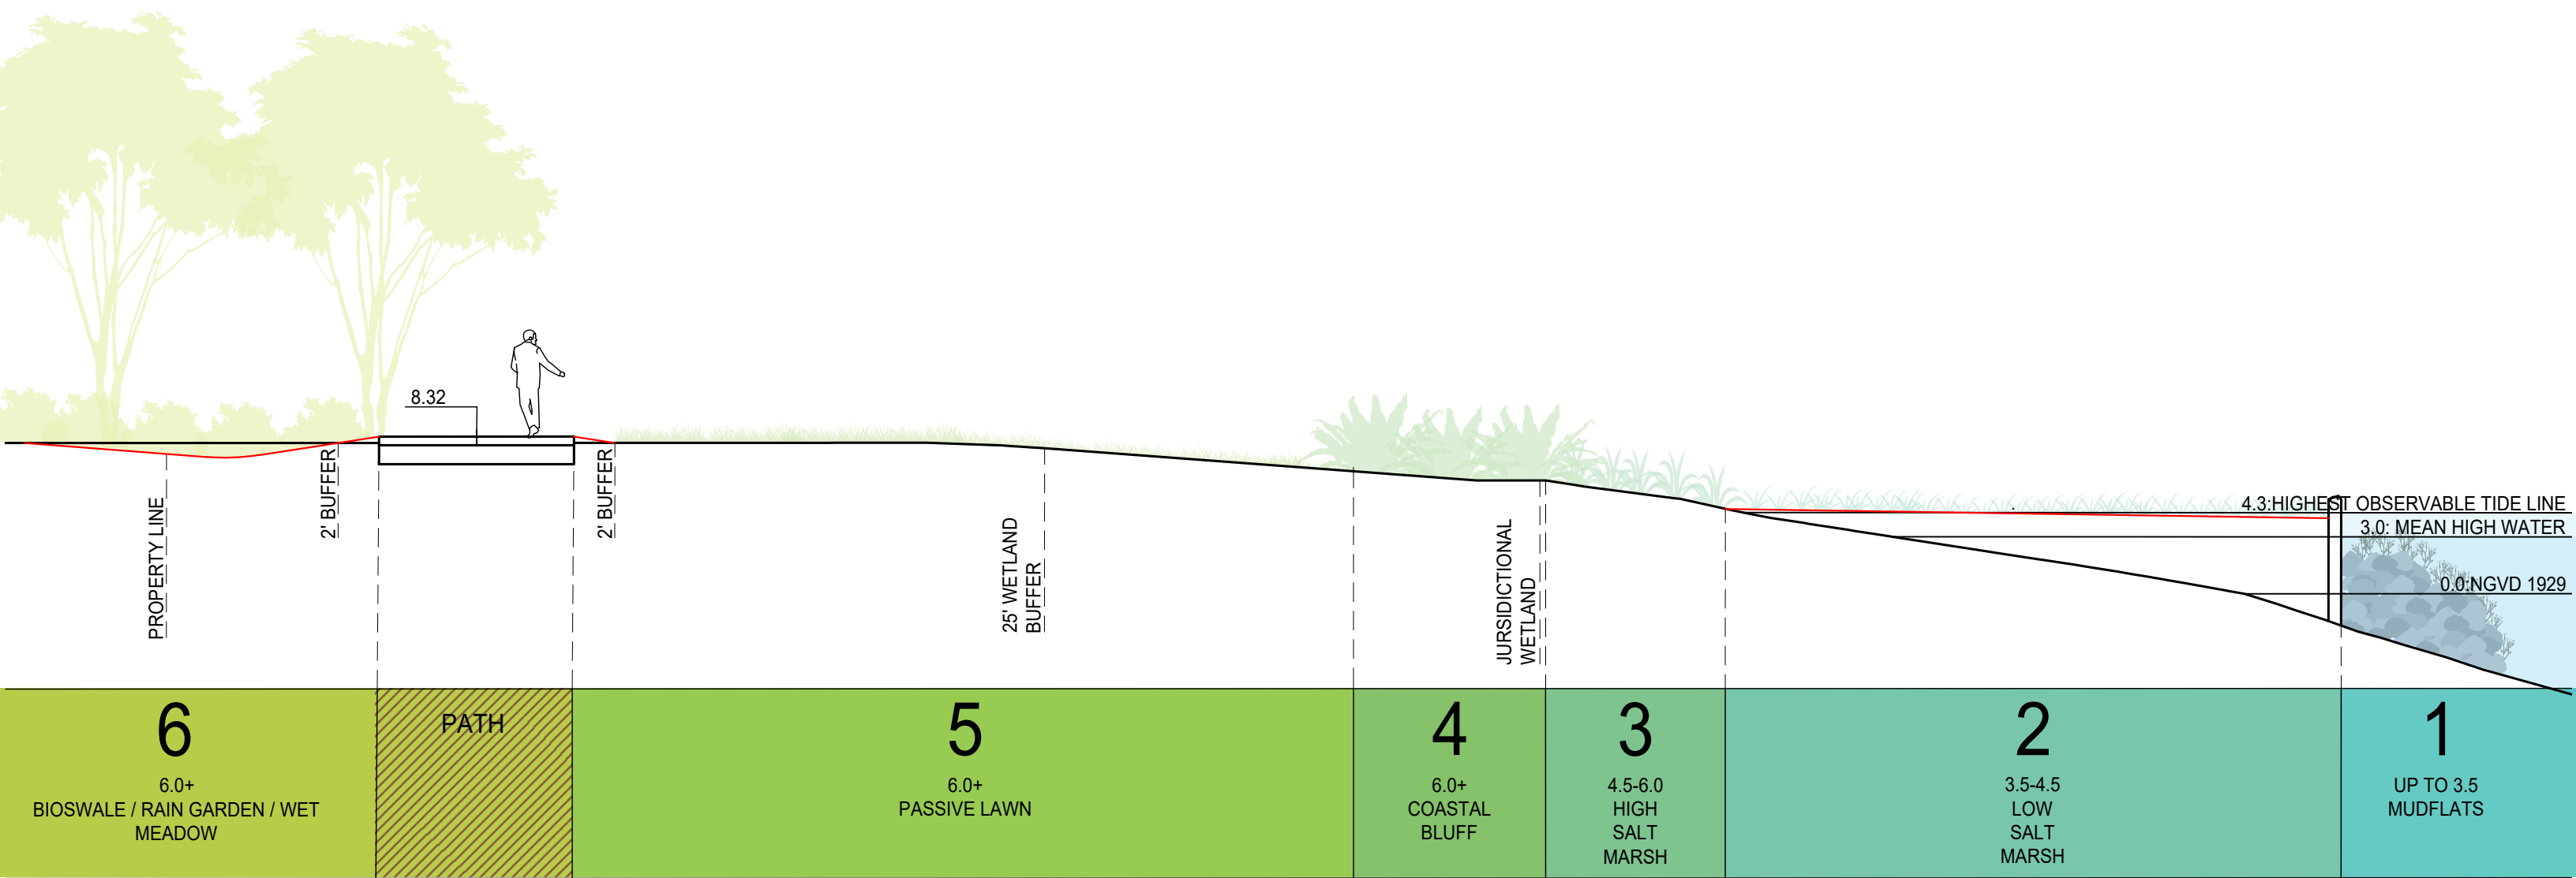 8.32
PROPERTY LINE
2' BUFFER
2' BUFFER
25' WETLAND
BUFFER
JURSIDICTIONAL
WETLAND
4.3:HIGHEST OBSERVABLE TIDE LINE
3.0: MEAN HIGH WATER
0.0:NGVD 1929
6
6.0+
BIOSWALE / RAIN GARDEN / WET
MEADOW
PATH
5
6.0+
PASSIVE LAWN
4
6.0+
COASTAL
BLUFF
3
4.5-6.0
HIGH
SALT
MARSH
2
3.5-4.5
LOW
SALT
MARSH
1
UP TO 3.5
MUDFLATS